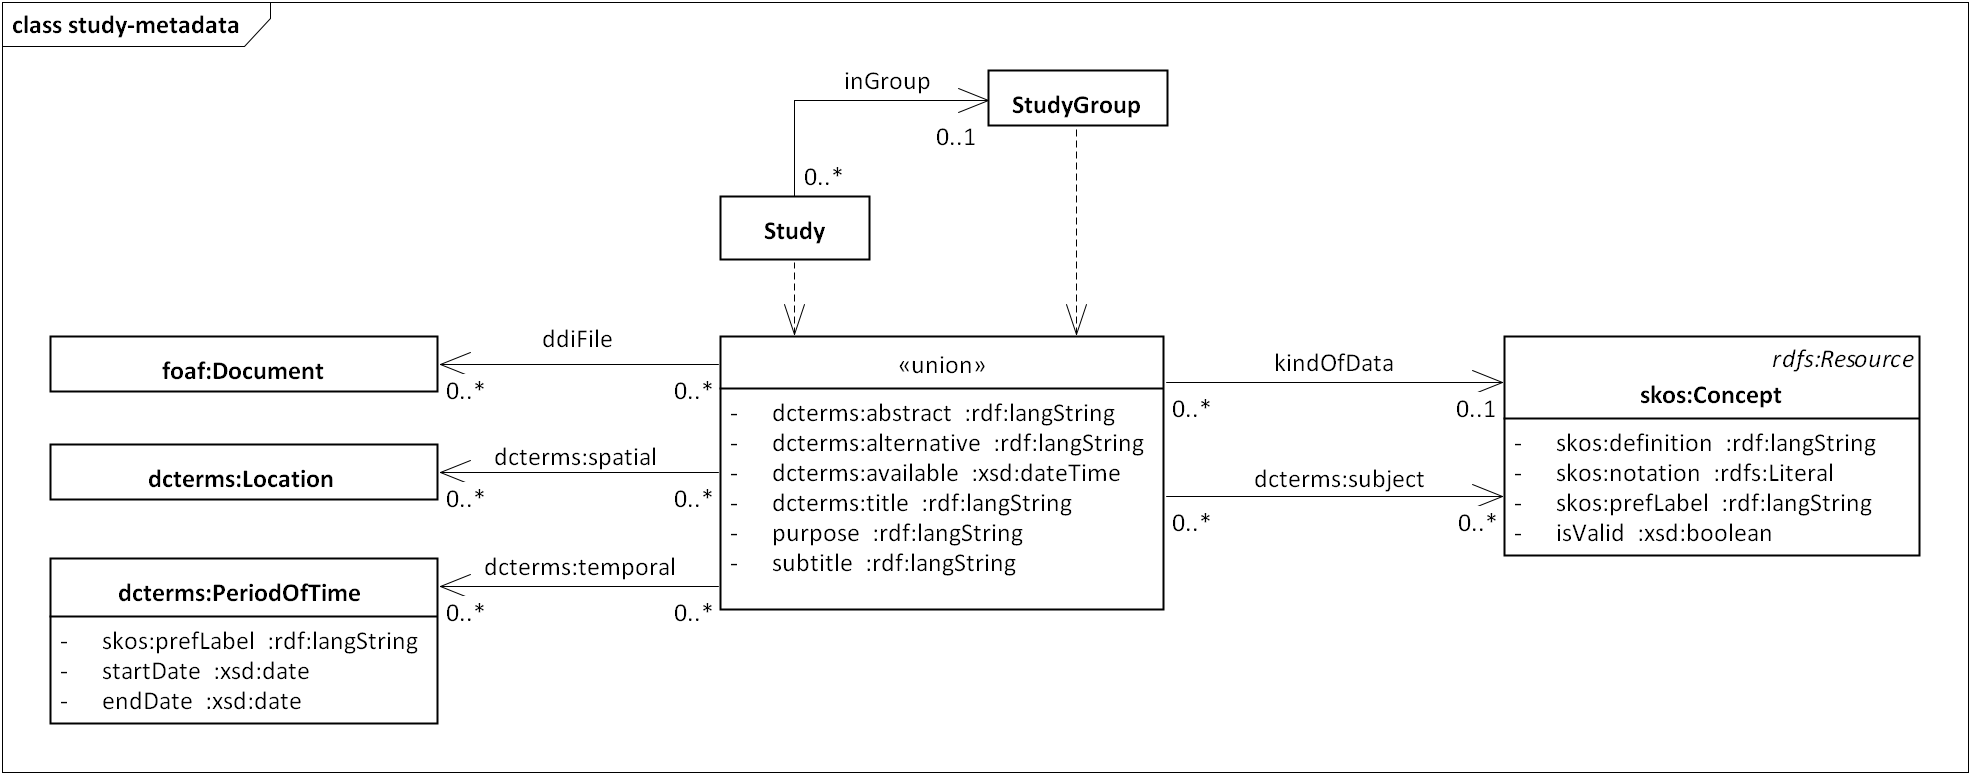 class study-metadata
inGroup
StudyGroup
0..1
0..*
Study
ddiFile
foaf:Document
0..*
0..*
dcterms:spatial
dcterms:Location
0..*
0..*
dcterms:temporal
dcterms:PeriodOfTime
0..*
0..*
- skos:prefLabel :rdf:langString
- startDate :xsd:date
- endDate :xsd:date
«union»
- dcterms:abstract :rdf:langString
- dcterms:alternative :rdf:langString
- dcterms:available :xsd:dateTime
- dcterms:title :rdf:langString
- purpose :rdf:langString
- subtitle :rdf:langString
kindOfData
0..*
0..1
dcterms:subject
0..*
0..*
rdfs:Resource
skos:Concept
- skos:definition :rdf:langString
- skos:notation :rdfs:Literal
- skos:prefLabel :rdf:langString
- isValid :xsd:boolean